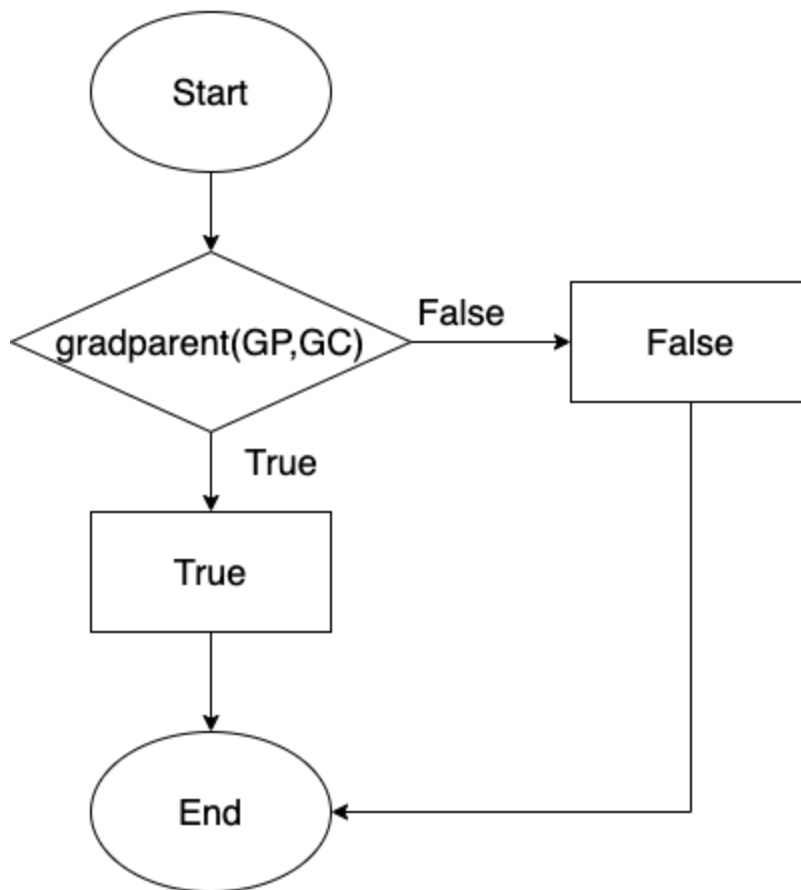 Start
gradparent(GP,GC)
False
False
True
True
End